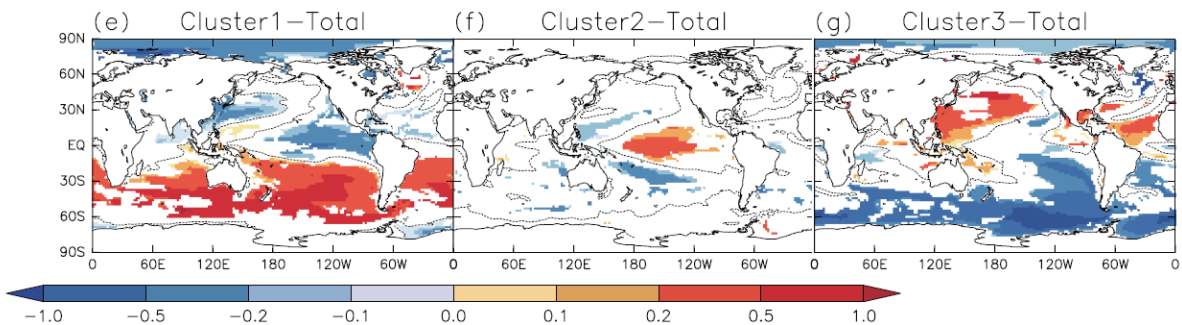 (e) Cluster1−Total (f) Cluster2−Total (g) Cluster3−Total
90N
60N
30N
EQ
30S
60S
90S
0 60E 120E 180 120W 60W 0 60E 120E 180 120W 60W 0 60E 120E 180 120W 60W 0
−1.0 −0.5 −0.2 −0.1 0.0 0.1 0.2 0.5 1.0